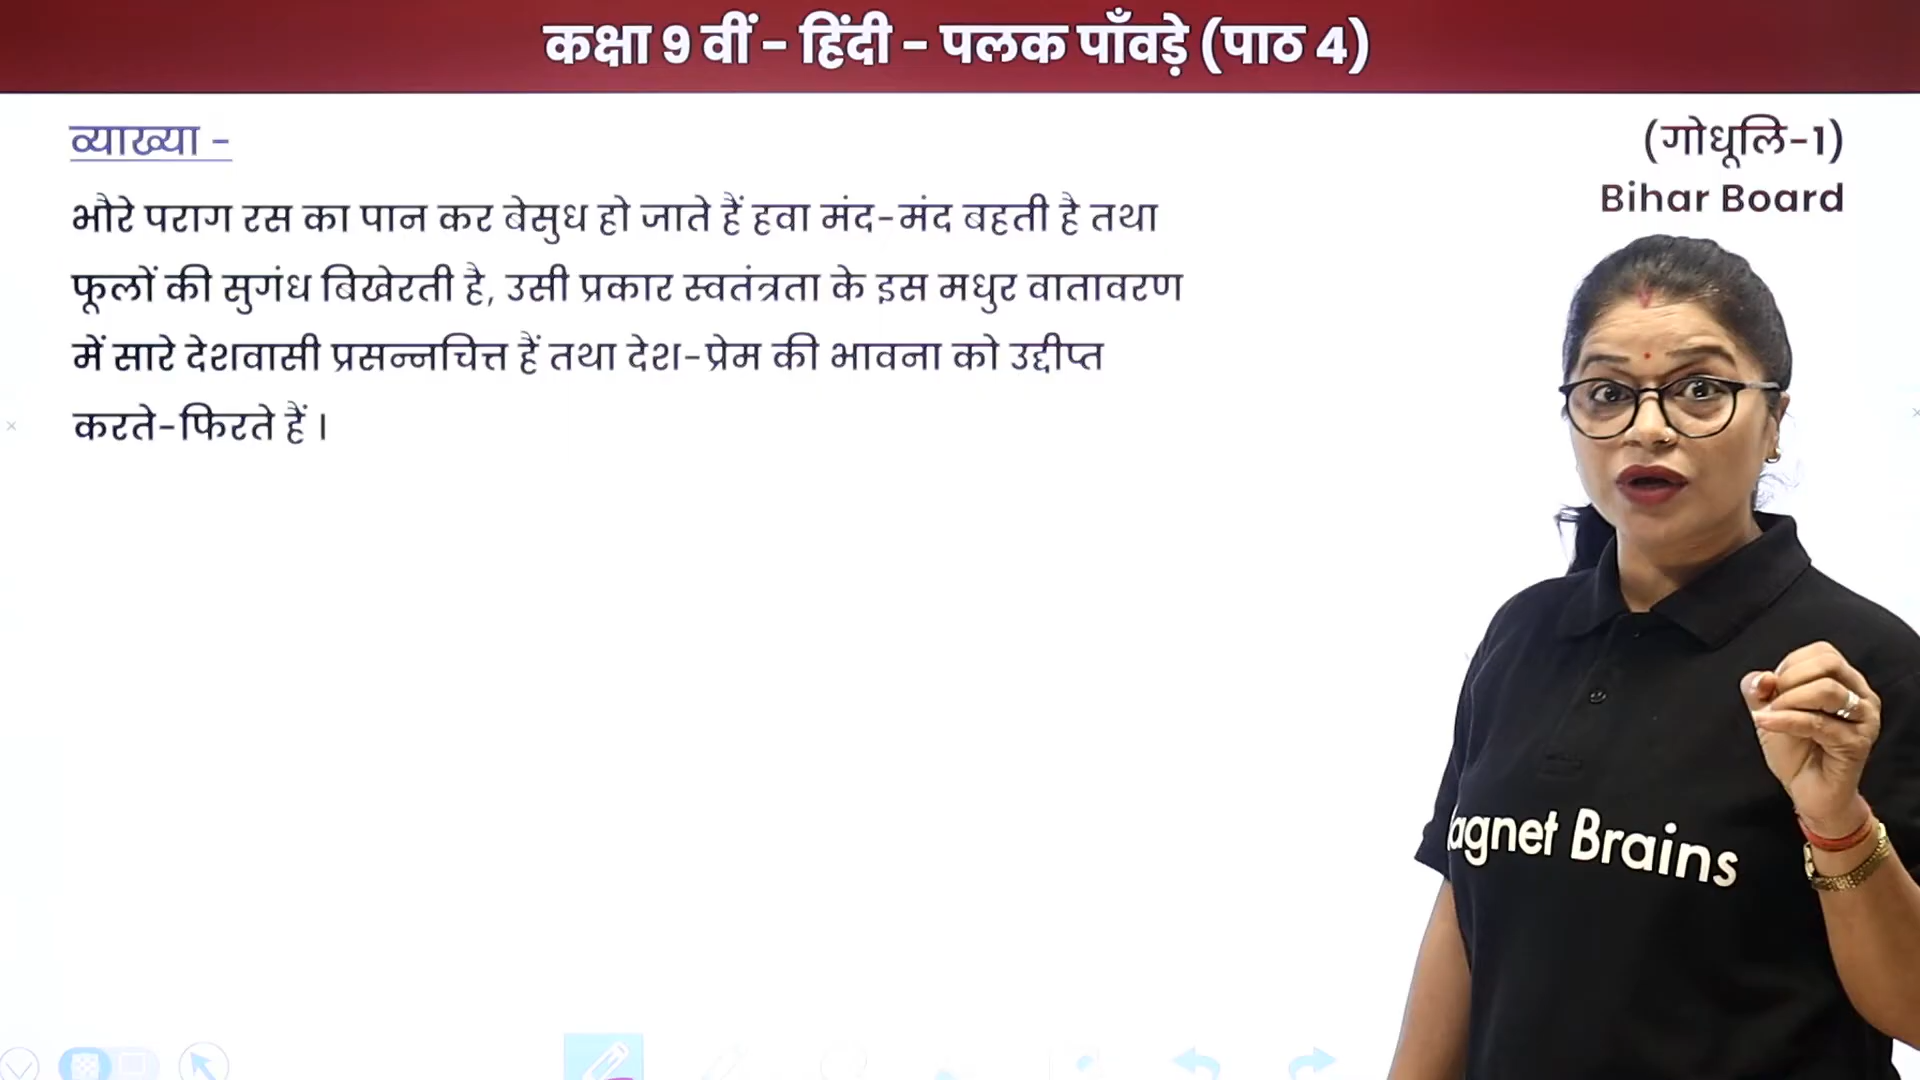 कक्षा 9 वीं - हिंदी - पलक पाँवड़े (पाठ 4)
व्याख्या -
(गोधूलि-1)
Bihar Board
भौरे पराग रस का पान कर बेसुध हो जाते हैं हवा मंद-मंद बहती है तथा
फूलों की सुगंध बिखेरती है, उसी प्रकार स्वतंत्रता के इस मधुर वातावरण
में सारे देशवासी प्रसन्नचित्त हैं तथा देश-प्रेम की भावना को उद्दीप्त
करते-फिरते हैं ।
agnet Brains